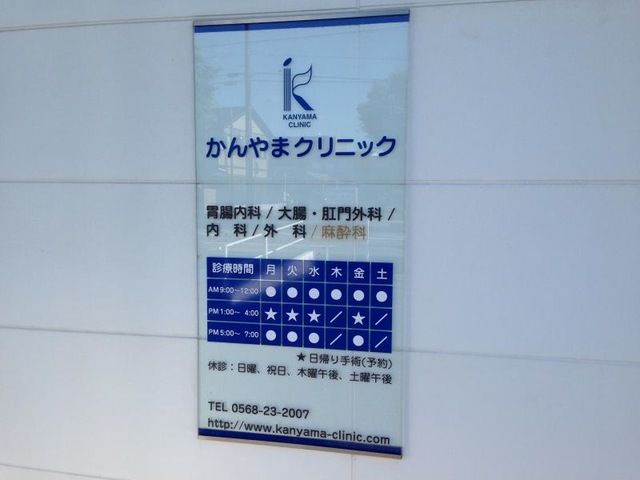 KANYAMA
CLINIC
かんやまクリニック
胃腸内科 / 大腸・肛門外科 /
内 科 / 外 科 / 麻酔科
診療時間 月 火 水 木 金 土
AM 9:00~12:00 ● ● ● ● ● ●
PM 1:00~ 4:00 ★ ★ ★ / ★ /
PM 5:00~ 7:00 ● ● ● / ● /
★日帰り手術(予約)
休診：日曜、祝日、木曜午後、土曜午後
TEL 0568-23-2007
http://www.kanyama-clinic.com